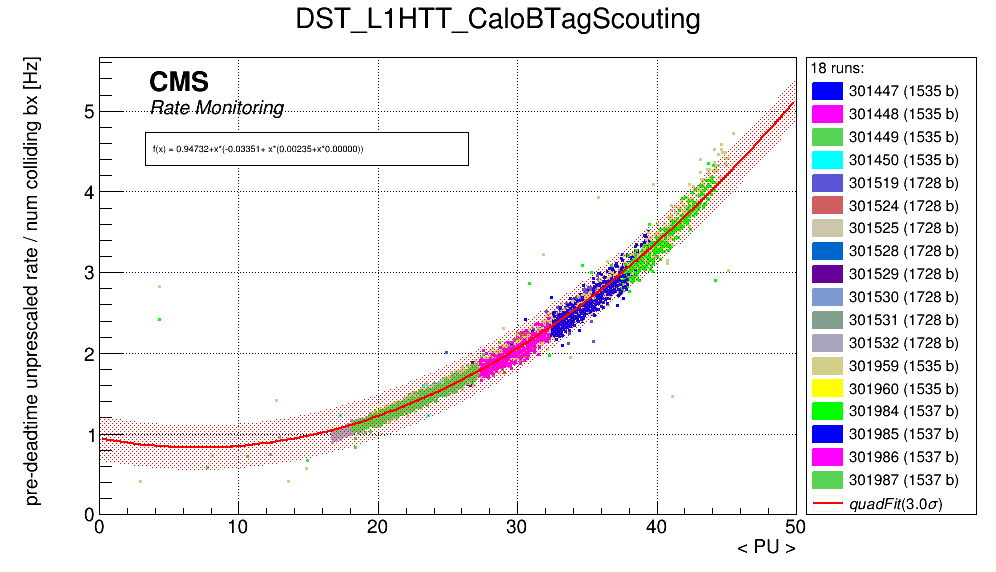 DST_L1HTT_CaloBTagScouting
pre-deadtime unprescaled rate / num colliding bx [Hz]
CMS
Rate Monitoring
f(x) = 0.94732+x*(-0.03351+ x*(0.00235+x*0.00000))
5
4
3
2
1
0
0
10
20
30
40
50
< PU >
18 runs:
301447 (1535 b)
301448 (1535 b)
301449 (1535 b)
301450 (1535 b)
301519 (1728 b)
301524 (1728 b)
301525 (1728 b)
301528 (1728 b)
301529 (1728 b)
301530 (1728 b)
301531 (1728 b)
301532 (1728 b)
301959 (1535 b)
301960 (1535 b)
301984 (1537 b)
301985 (1537 b)
301986 (1537 b)
301987 (1537 b)
quadFit(3.0σ)